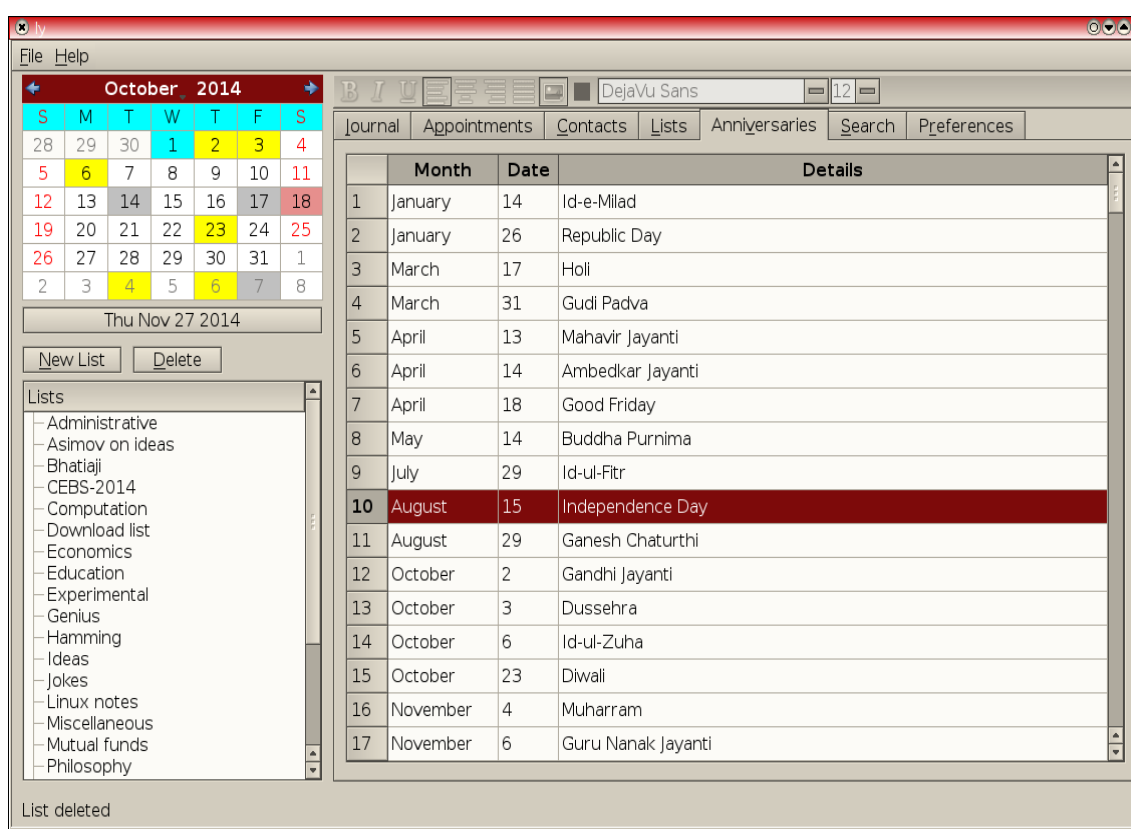 ly
File Help
October 2014
S M T W T F S
28 29 30 1 2 3 4
5 6 7 8 9 10 11
12 13 14 15 16 17 18
19 20 21 22 23 24 25
26 27 28 29 30 31 1
2 3 4 5 6 7 8
Thu Nov 27 2014
New List Delete
Lists
Administrative
Asimov on ideas
Bhatiaji
CEBS-2014
Computation
Download list
Economics
Education
Experimental
Genius
Hamming
Ideas
Jokes
Linux notes
Miscellaneous
Mutual funds
Philosophy
B I U DejaVu Sans 12
Journal Appointments Contacts Lists Anniversaries Search Preferences
Month Date Details
1 January 14 Id-e-Milad
2 January 26 Republic Day
3 March 17 Holi
4 March 31 Gudi Padva
5 April 13 Mahavir Jayanti
6 April 14 Ambedkar Jayanti
7 April 18 Good Friday
8 May 14 Buddha Purnima
9 July 29 Id-ul-Fitr
10 August 15 Independence Day
11 August 29 Ganesh Chaturthi
12 October 2 Gandhi Jayanti
13 October 3 Dussehra
14 October 6 Id-ul-Zuha
15 October 23 Diwali
16 November 4 Muharram
17 November 6 Guru Nanak Jayanti
List deleted